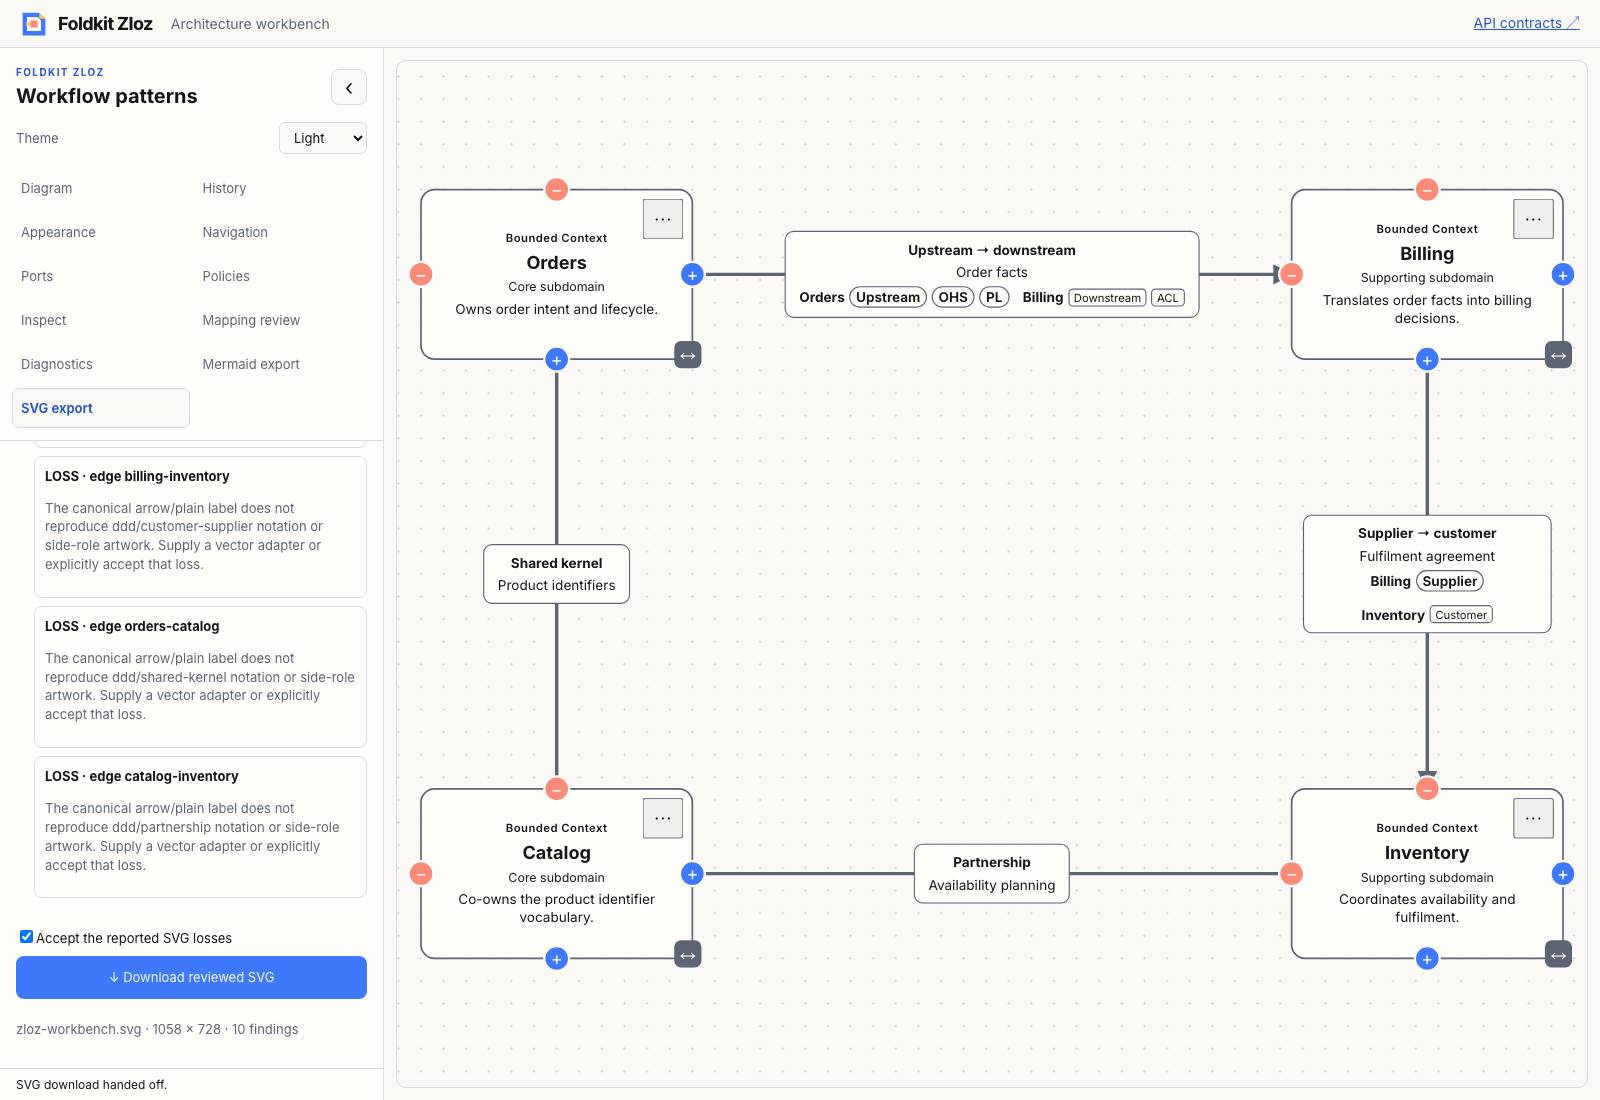 Foldkit Zloz Architecture workbench
API contracts ↗
FOLDKIT ZLOZ
Workflow patterns
Theme
Light
Diagram
History
Appearance
Navigation
Ports
Policies
Inspect
Mapping review
Diagnostics
Mermaid export
SVG export
LOSS · edge billing-inventory
The canonical arrow/plain label does not
reproduce ddd/customer-supplier notation or
side-role artwork. Supply a vector adapter or
explicitly accept that loss.
LOSS · edge orders-catalog
The canonical arrow/plain label does not
reproduce ddd/shared-kernel notation or side-role
artwork. Supply a vector adapter or explicitly
accept that loss.
LOSS · edge catalog-inventory
The canonical arrow/plain label does not
reproduce ddd/partnership notation or side-role
artwork. Supply a vector adapter or explicitly
accept that loss.
Accept the reported SVG losses
↓ Download reviewed SVG
zloz-workbench.svg · 1058 × 728 · 10 findings
SVG download handed off.
Bounded Context
Orders
Core subdomain
Owns order intent and lifecycle.
Upstream → downstream
Order facts
Orders Upstream OHS PL Billing Downstream ACL
Bounded Context
Billing
Supporting subdomain
Translates order facts into billing
decisions.
Shared kernel
Product identifiers
Supplier → customer
Fulfilment agreement
Billing Supplier
Inventory Customer
Bounded Context
Catalog
Core subdomain
Co-owns the product identifier
vocabulary.
Partnership
Availability planning
Bounded Context
Inventory
Supporting subdomain
Coordinates availability and
fulfilment.